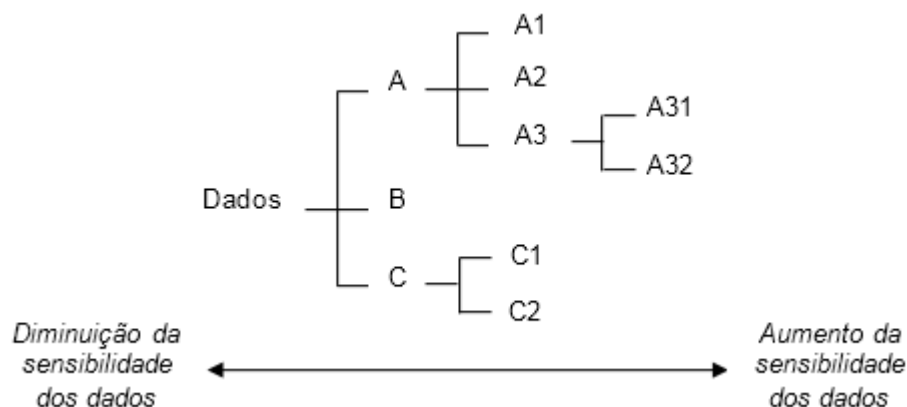 A1
A
A2
A3
A31
A32
Dados
B
C
C1
C2
Diminuição da
sensibilidade
dos dados
Aumento da
sensibilidade
dos dados